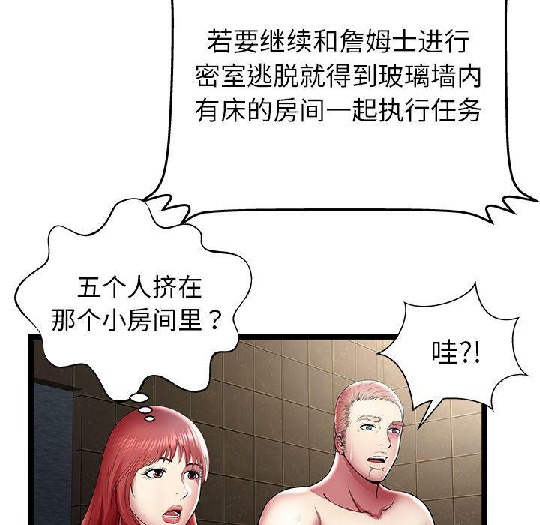 若要继续和詹姆士进行
密室逃脱就得到玻璃墙内
有床的房间一起执行任务
五个人挤在
那个小房间里？
哇?!